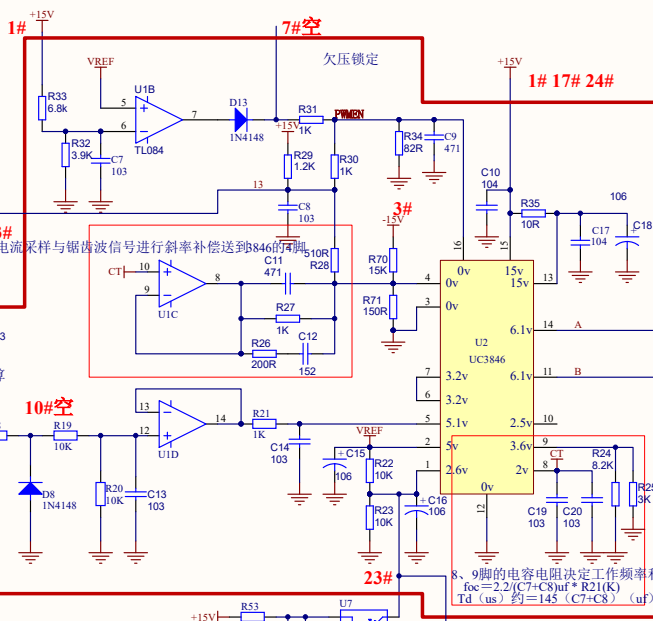 1#
+15V
7#空
VREF
欠压锁定
R33
6.8k
U1B
5
6
7
TL084
D13
1N4148
R31
1K
PWMEN
+15V
1# 17# 24#
R32
3.9K
C7
103
+15V
R29
1.2K
R30
1K
R34
82R
C9
471
13
C8
103
C10
104
R35
10R
106
C17
104
C18
3#
-15V
电流采样与锯齿波信号进行斜率补偿送到3846的4脚
CT
10
9
8
U1C
C11
471
510R
R28
R27
1K
R26
200R
C12
152
R70
15K
R71
150R
16
15
0v
15v
4
0v
15v
13
3
0v
6.1v
14
A
U2
UC3846
7
3.2v
6.1v
11
B
6
3.2v
5
5.1v
2.5v
10
2
5v
3.6v
9
1
2.6v
2v
8
0v
12
3
算
10#空
13
12
14
U1D
R19
10K
R21
1K
C14
103
VREF
C15
106
R22
10K
R23
10K
C16
106
CT
R24
8.2K
R25
3K
C19
103
C20
103
D8
1N4148
R20
10K
C13
103
23#
8、9脚的电容电阻决定工作频率和
foc＝2.2/(C7+C8)uf * R21(K)
Td（us）约＝145（C7+C8）（uf）
+15V
R53
U7